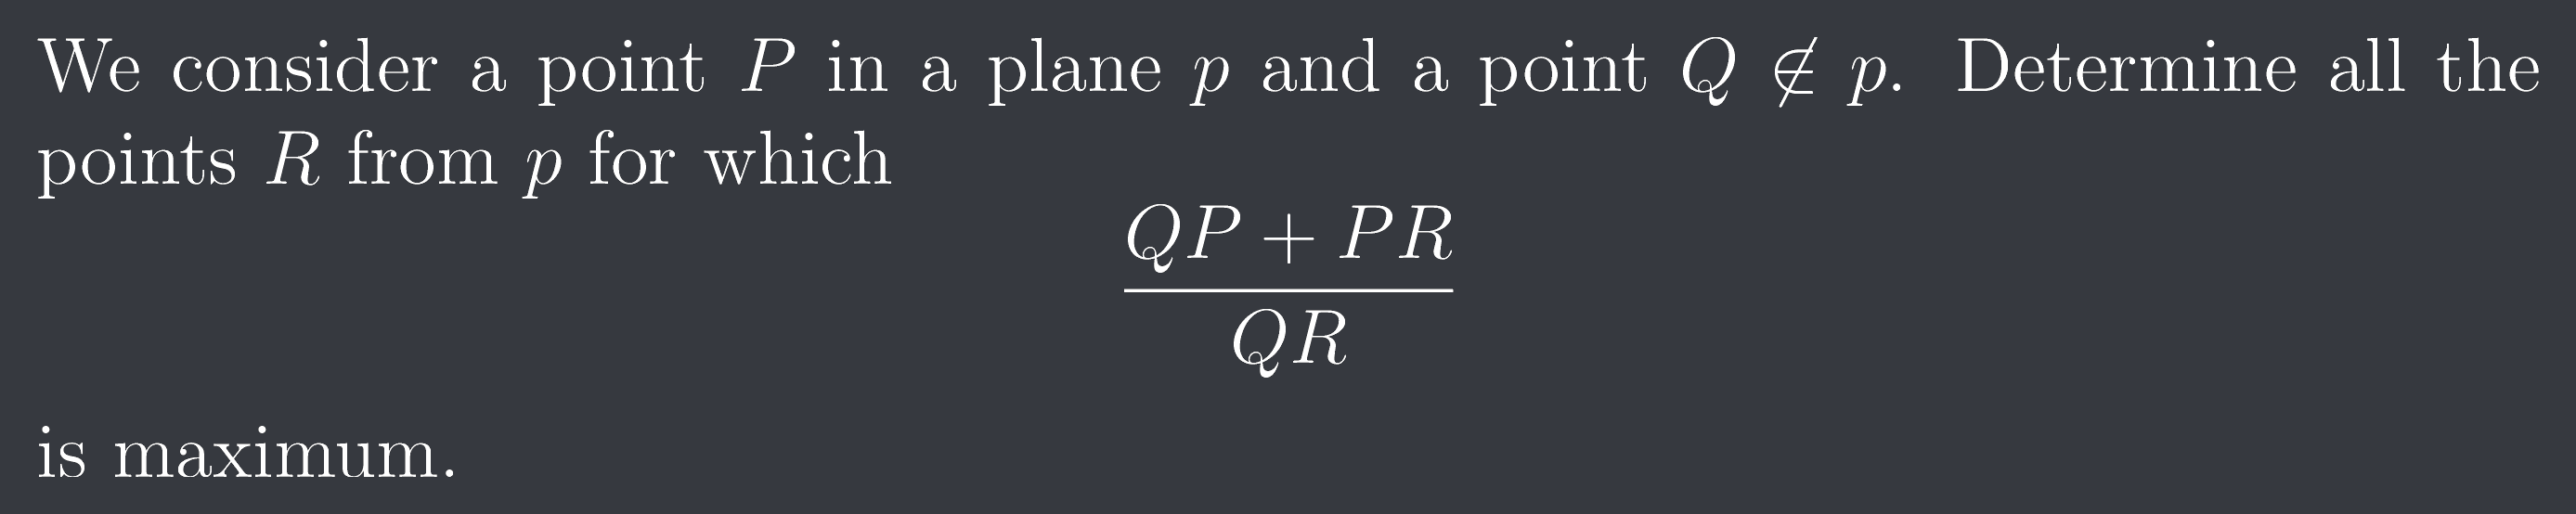 We consider a point P in a plane p and a point Q ∉ p. Determine all the
points R from p for which
\frac{QP + PR}{QR}
is maximum.